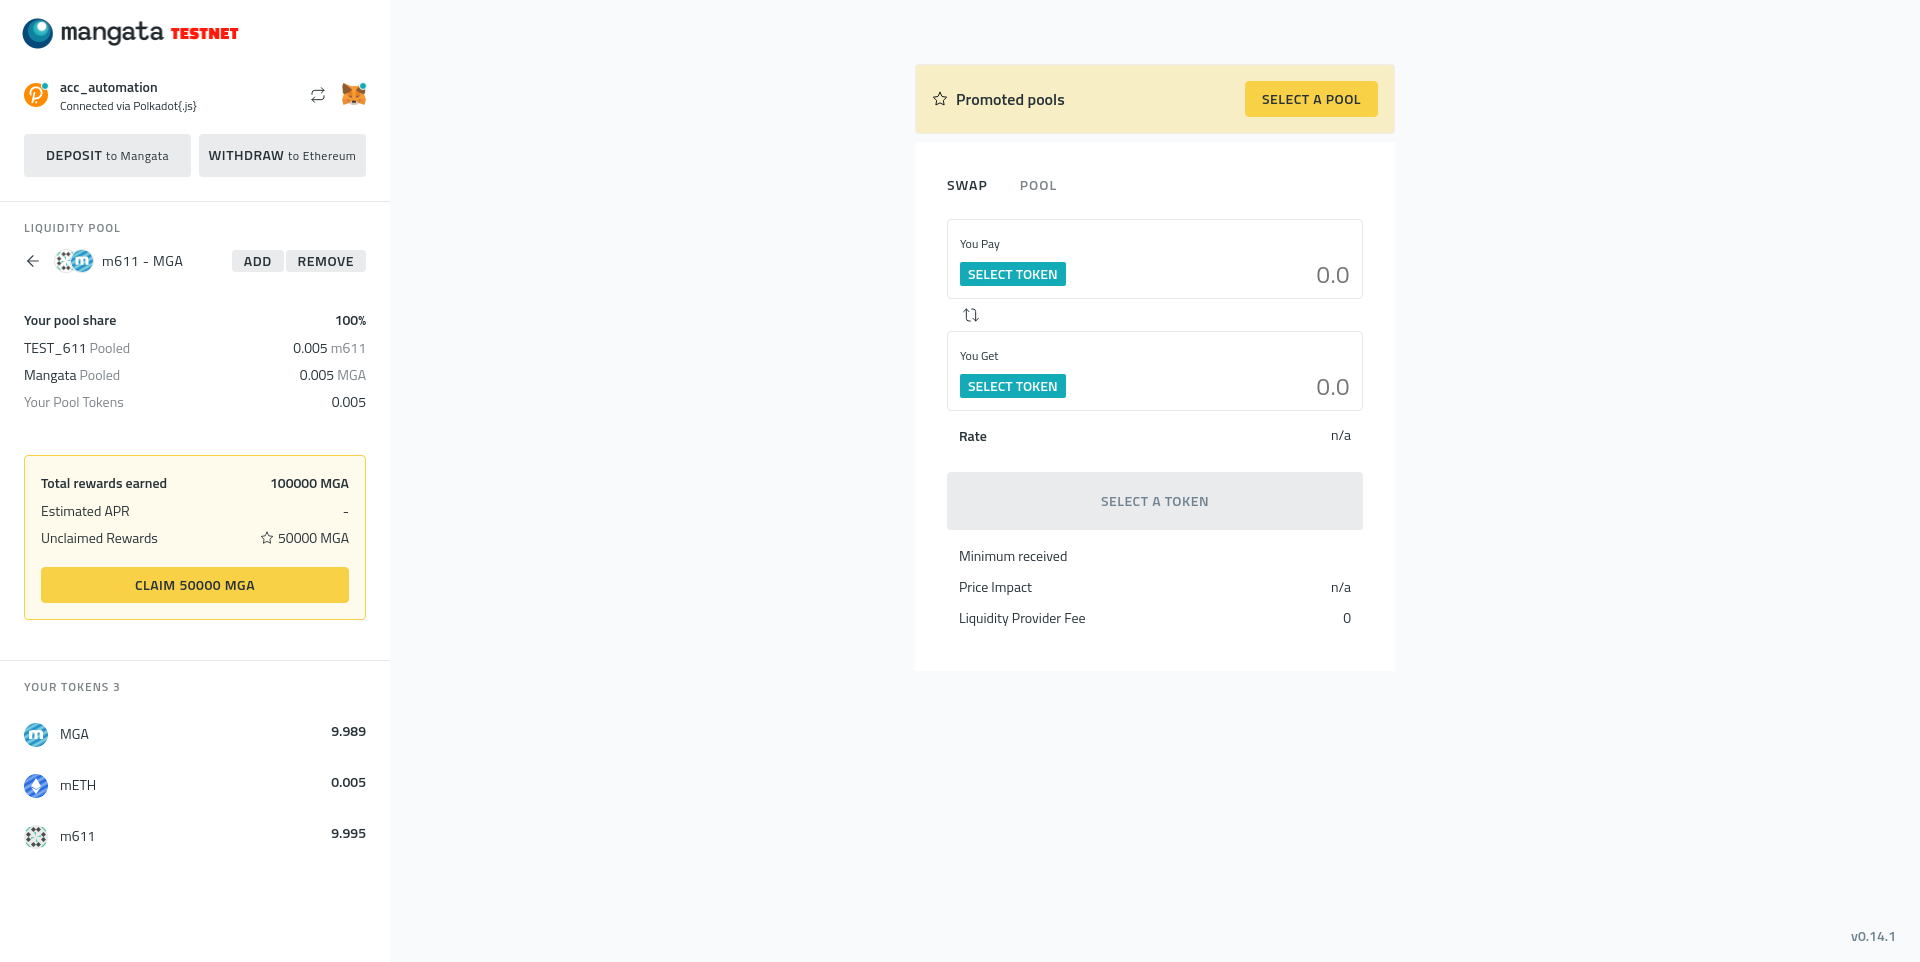 mangata TESTNET
acc_automation
Connected via Polkadot{.js}
DEPOSIT to Mangata
WITHDRAW to Ethereum
LIQUIDITY POOL
m611 - MGA
ADD
REMOVE
Your pool share 100%
TEST_611 Pooled 0.005 m611
Mangata Pooled 0.005 MGA
Your Pool Tokens 0.005
Total rewards earned 100000 MGA
Estimated APR -
Unclaimed Rewards 50000 MGA
CLAIM 50000 MGA
YOUR TOKENS 3
MGA 9.989
mETH 0.005
m611 9.995
Promoted pools
SELECT A POOL
SWAP POOL
You Pay
SELECT TOKEN 0.0
You Get
SELECT TOKEN 0.0
Rate n/a
SELECT A TOKEN
Minimum received
Price Impact n/a
Liquidity Provider Fee 0
v0.14.1